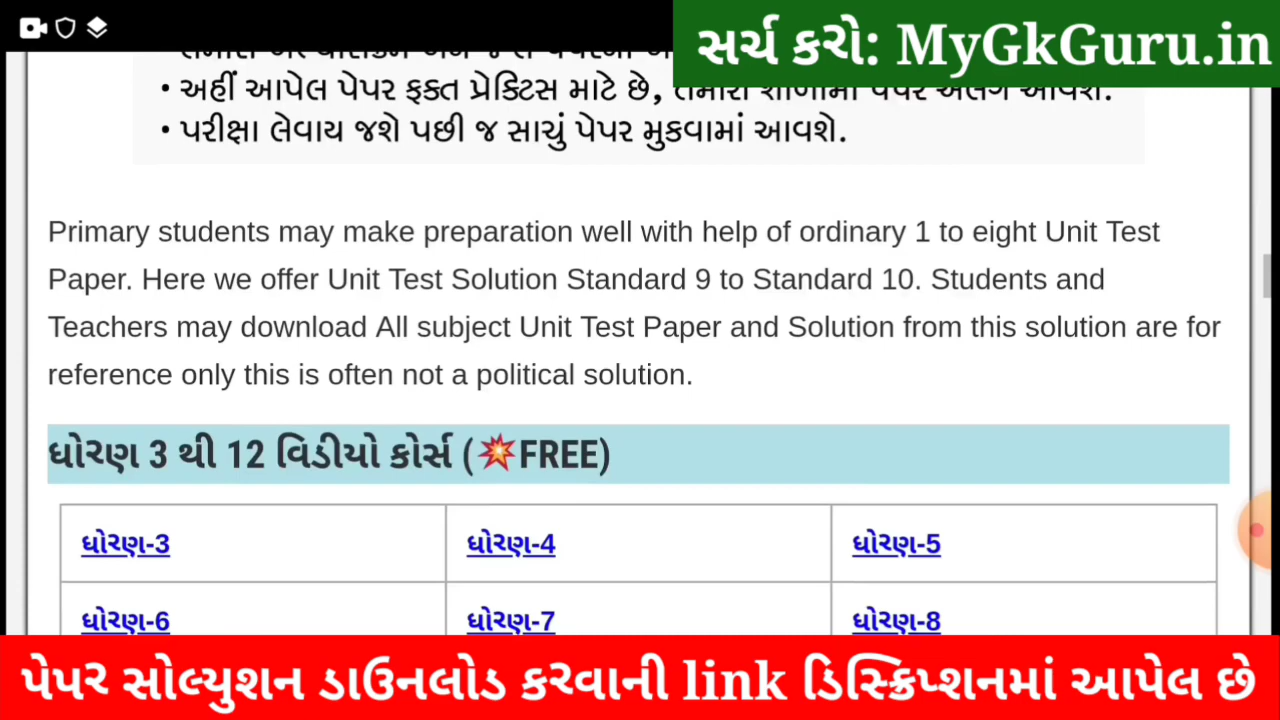 સર્ચ કરો: MyGkGuru.in
• અહીં આપેલ પેપર ફક્ત પ્રેક્ટિસ માટે છે, તમારી શાળામાં પેપર અલગ આવશે.
• પરીક્ષા લેવાય જશે પછી જ સાચું પેપર મુકવામાં આવશે.
Primary students may make preparation well with help of ordinary 1 to eight Unit Test
Paper. Here we offer Unit Test Solution Standard 9 to Standard 10. Students and
Teachers may download All subject Unit Test Paper and Solution from this solution are for
reference only this is often not a political solution.
ધોરણ 3 થી 12 વિડીયો કોર્સ (💥FREE)
ધોરણ-3 ધોરણ-4 ધોરણ-5
ધોરણ-6 ધોરણ-7 ધોરણ-8
પેપર સોલ્યુશન ડાઉનલોડ કરવાની link ડિસ્ક્રિપ્શનમાં આપેલ છે